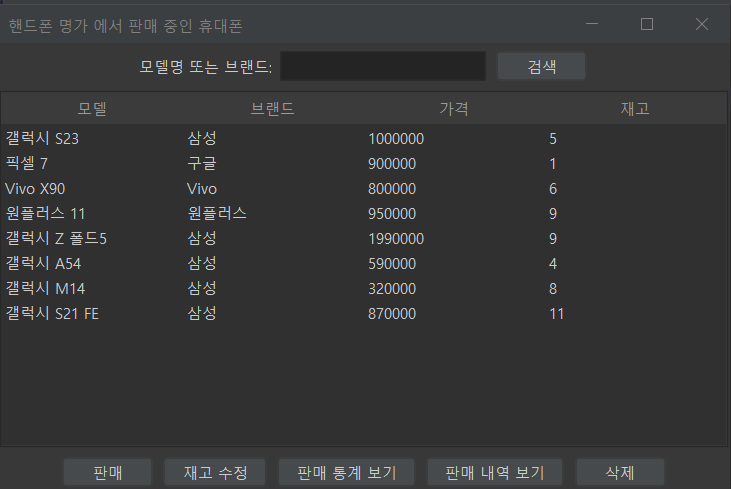 핸드폰 명가 에서 판매 중인 휴대폰
모델명 또는 브랜드: 검색
모델 브랜드 가격 재고
갤럭시 S23 삼성 1000000 5
픽셀 7 구글 900000 1
Vivo X90 Vivo 800000 6
원플러스 11 원플러스 950000 9
갤럭시 Z 폴드5 삼성 1990000 9
갤럭시 A54 삼성 590000 4
갤럭시 M14 삼성 320000 8
갤럭시 S21 FE 삼성 870000 11
판매 재고 수정 판매 통계 보기 판매 내역 보기 삭제